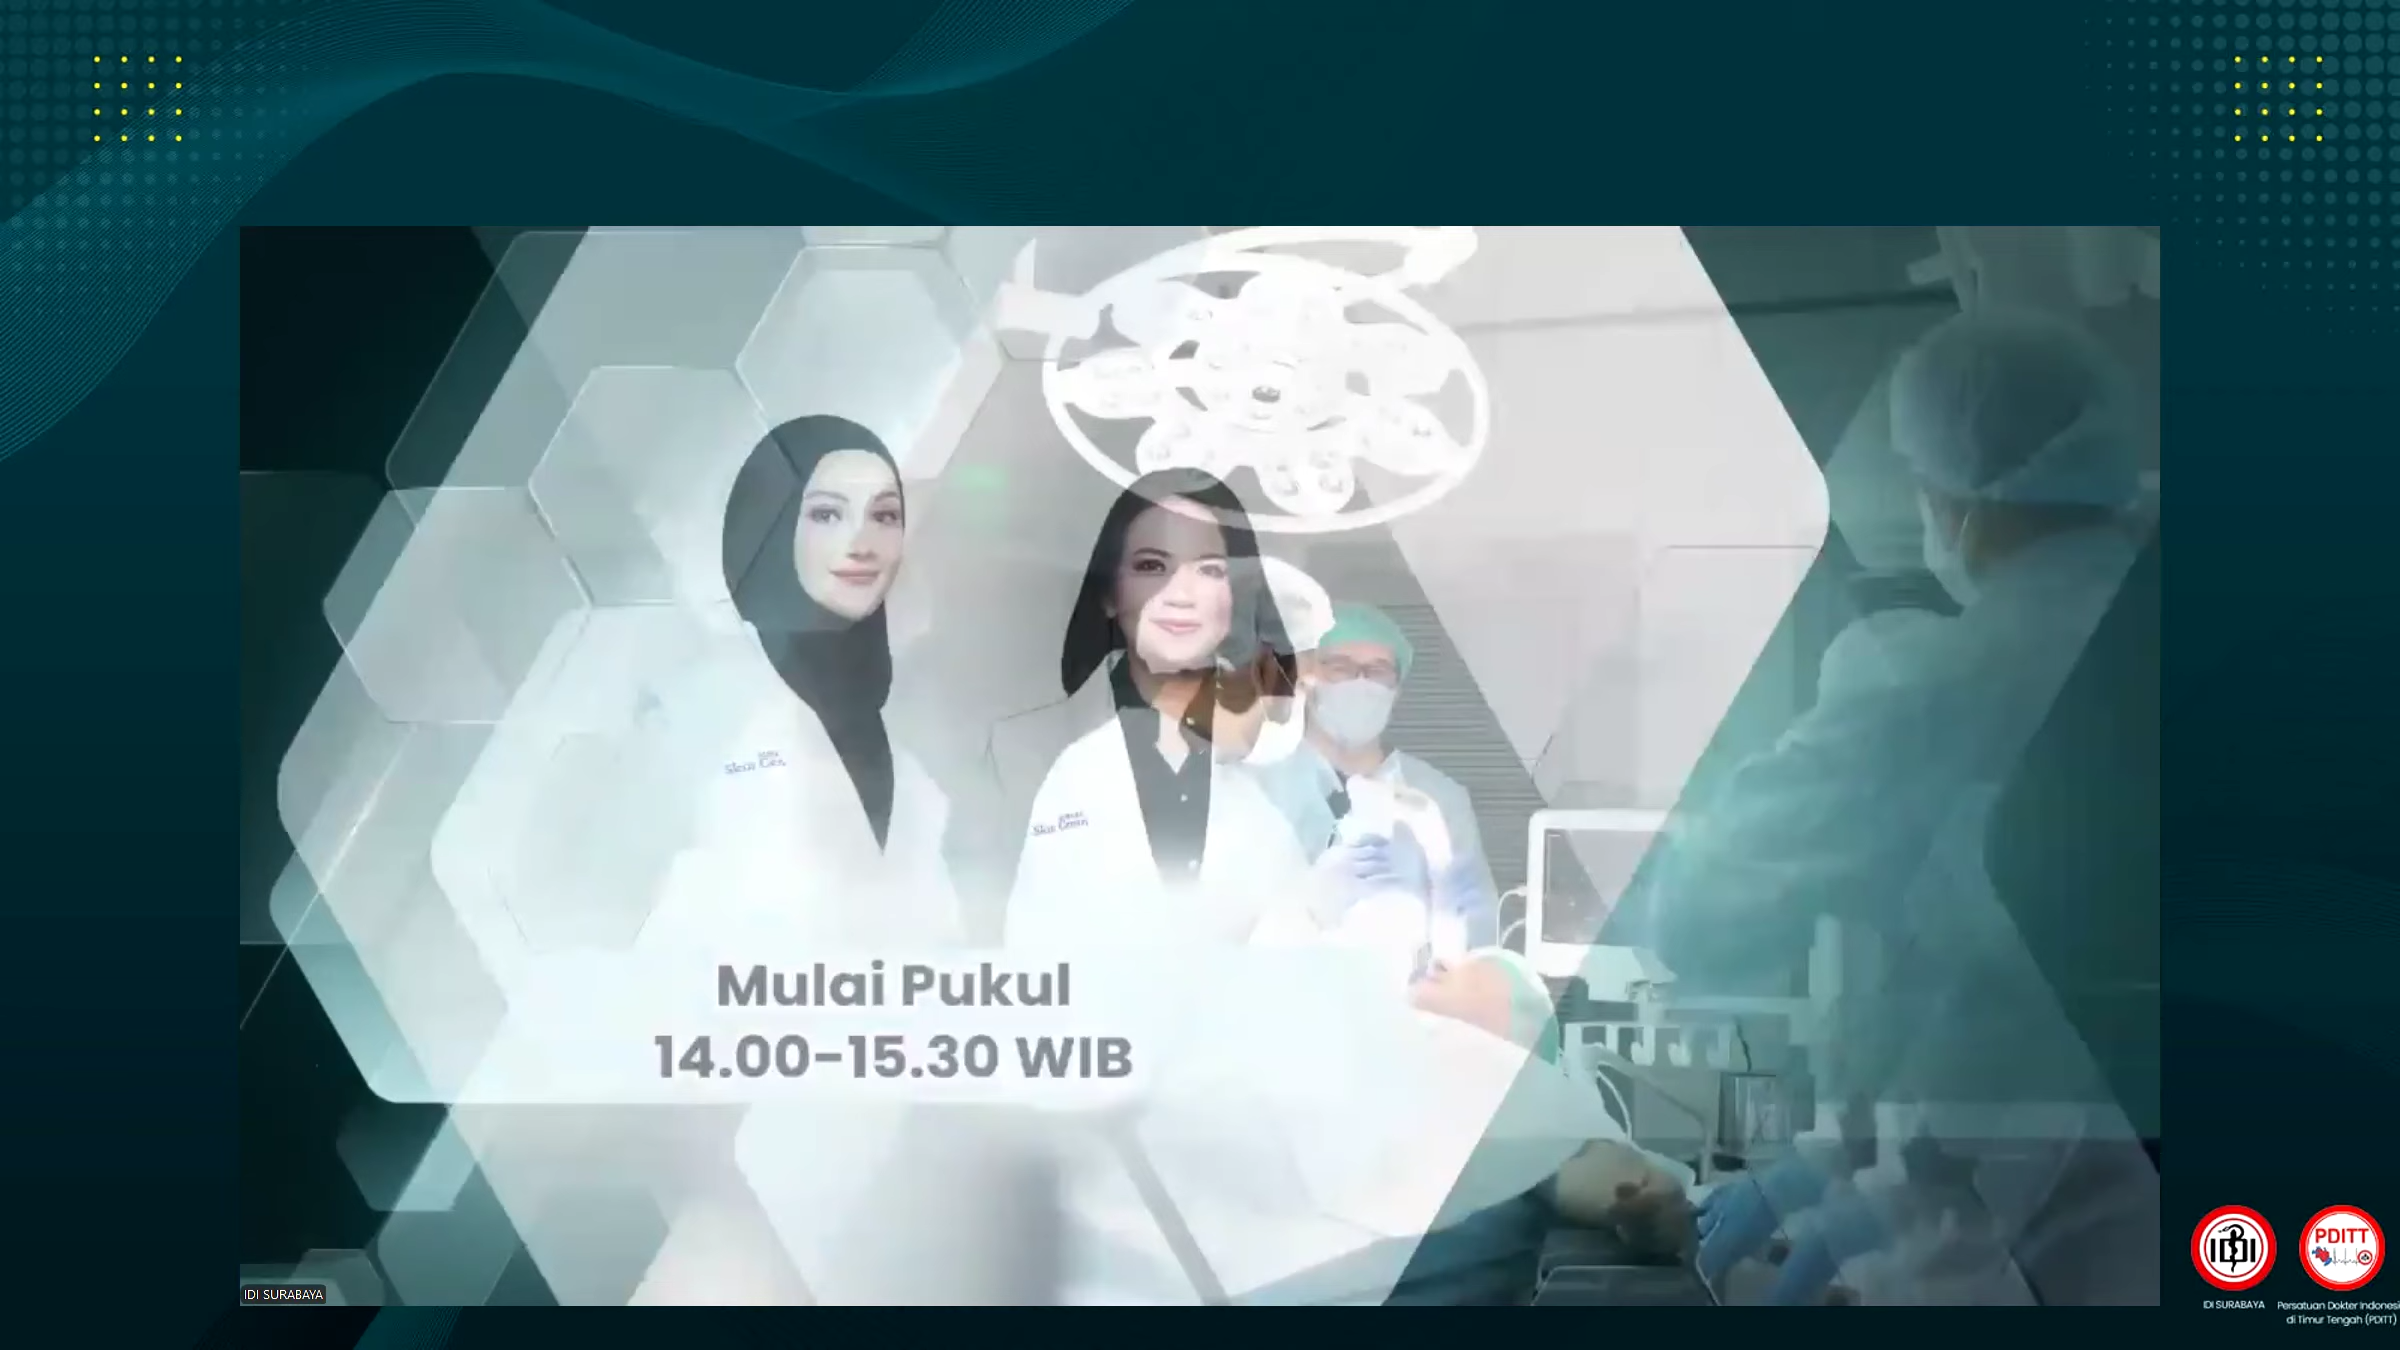 Mulai Pukul
14.00-15.30 WIB
IDI SURABAYA
IDI
PDITT
IDI SURABAYA
Persatuan Dokter Indonesi
di Timur Tengah (PDITT)